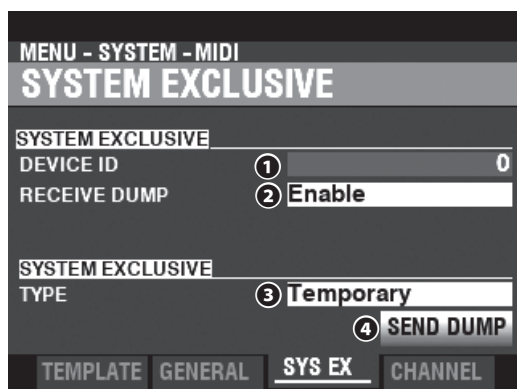 MENU - SYSTEM - MIDI
SYSTEM EXCLUSIVE
SYSTEM EXCLUSIVE
DEVICE ID 1 0
RECEIVE DUMP 2 Enable
SYSTEM EXCLUSIVE
TYPE 3 Temporary
4 SEND DUMP
TEMPLATE GENERAL SYS EX CHANNEL